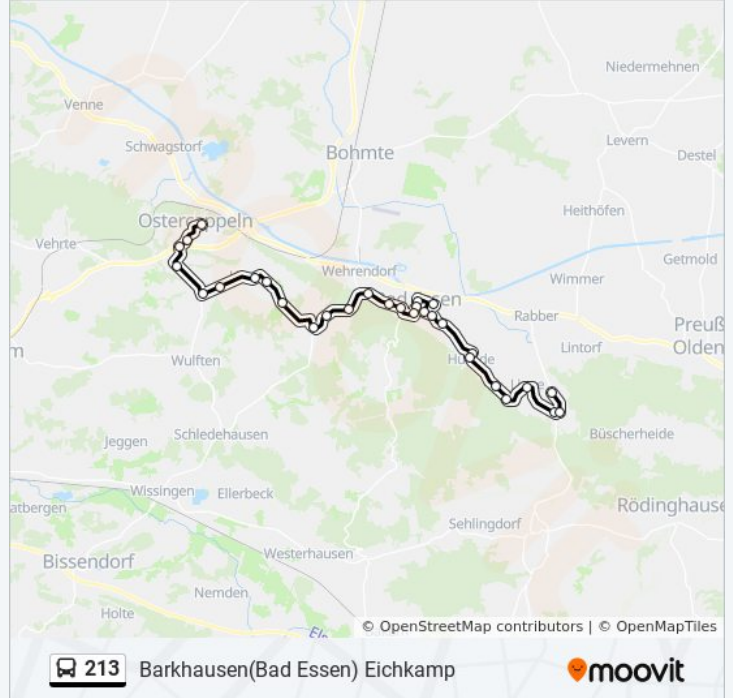 Niedermehnen
Venne
Levern
Schwagstorf
Bohmte
Destel
Heithöfen
Vehrte
Getmold
Wehrendorf
Wimmer
Rabber
Preuß
Olden
Lintorf
m
Wulften
Büscherheide
Jeggen
Schledehausen
Wissingen
Ellerbeck
atbergen
Rödinghause
Sehlingdorf
Bissendorf
Westerhausen
Nemden
Holte
© OpenStreetMap contributors | © OpenMapTiles
213 Barkhausen(Bad Essen) Eichkamp
moovit